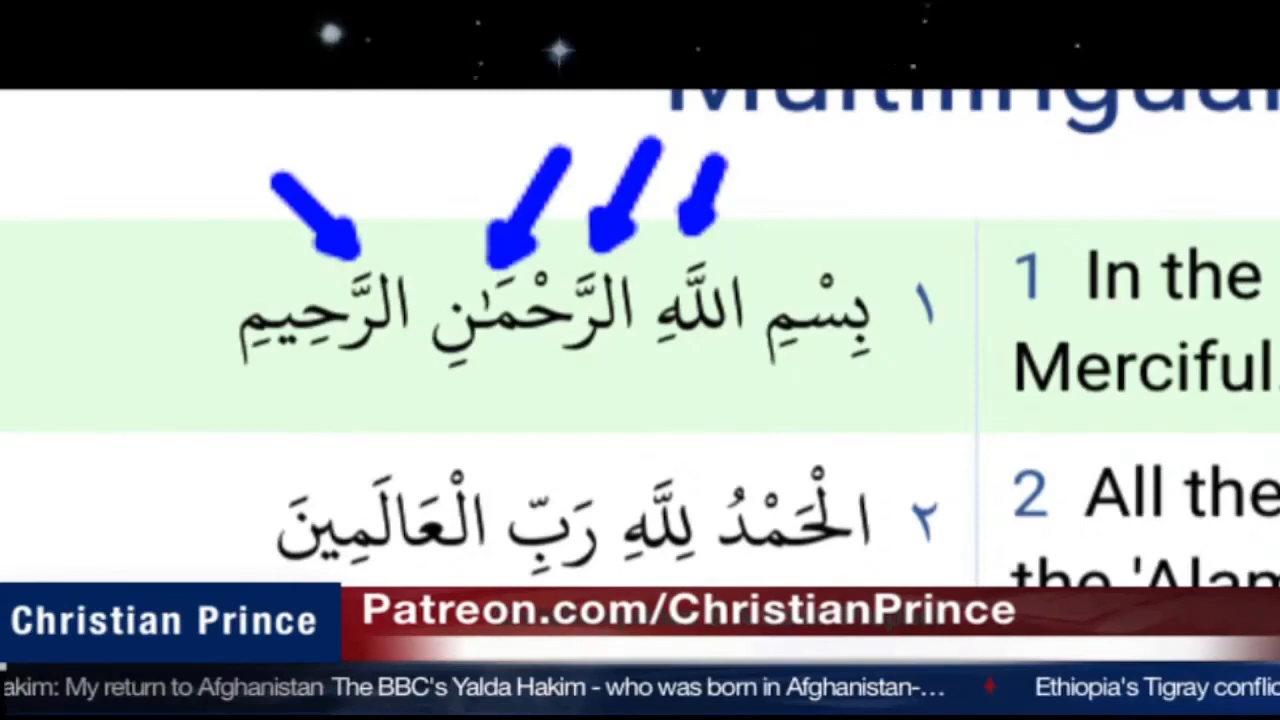 Multilingual
١ بِسْمِ اللَّهِ الرَّحْمَٰنِ الرَّحِيمِ
1 In the
Merciful.
٢ الْحَمْدُ لِلَّهِ رَبِّ الْعَالَمِينَ
2 All the
the 'Alam
Christian Prince
Patreon.com/ChristianPrince
akim: My return to Afghanistan The BBC's Yalda Hakim - who was born in Afghanistan-... Ethiopia's Tigray conflic